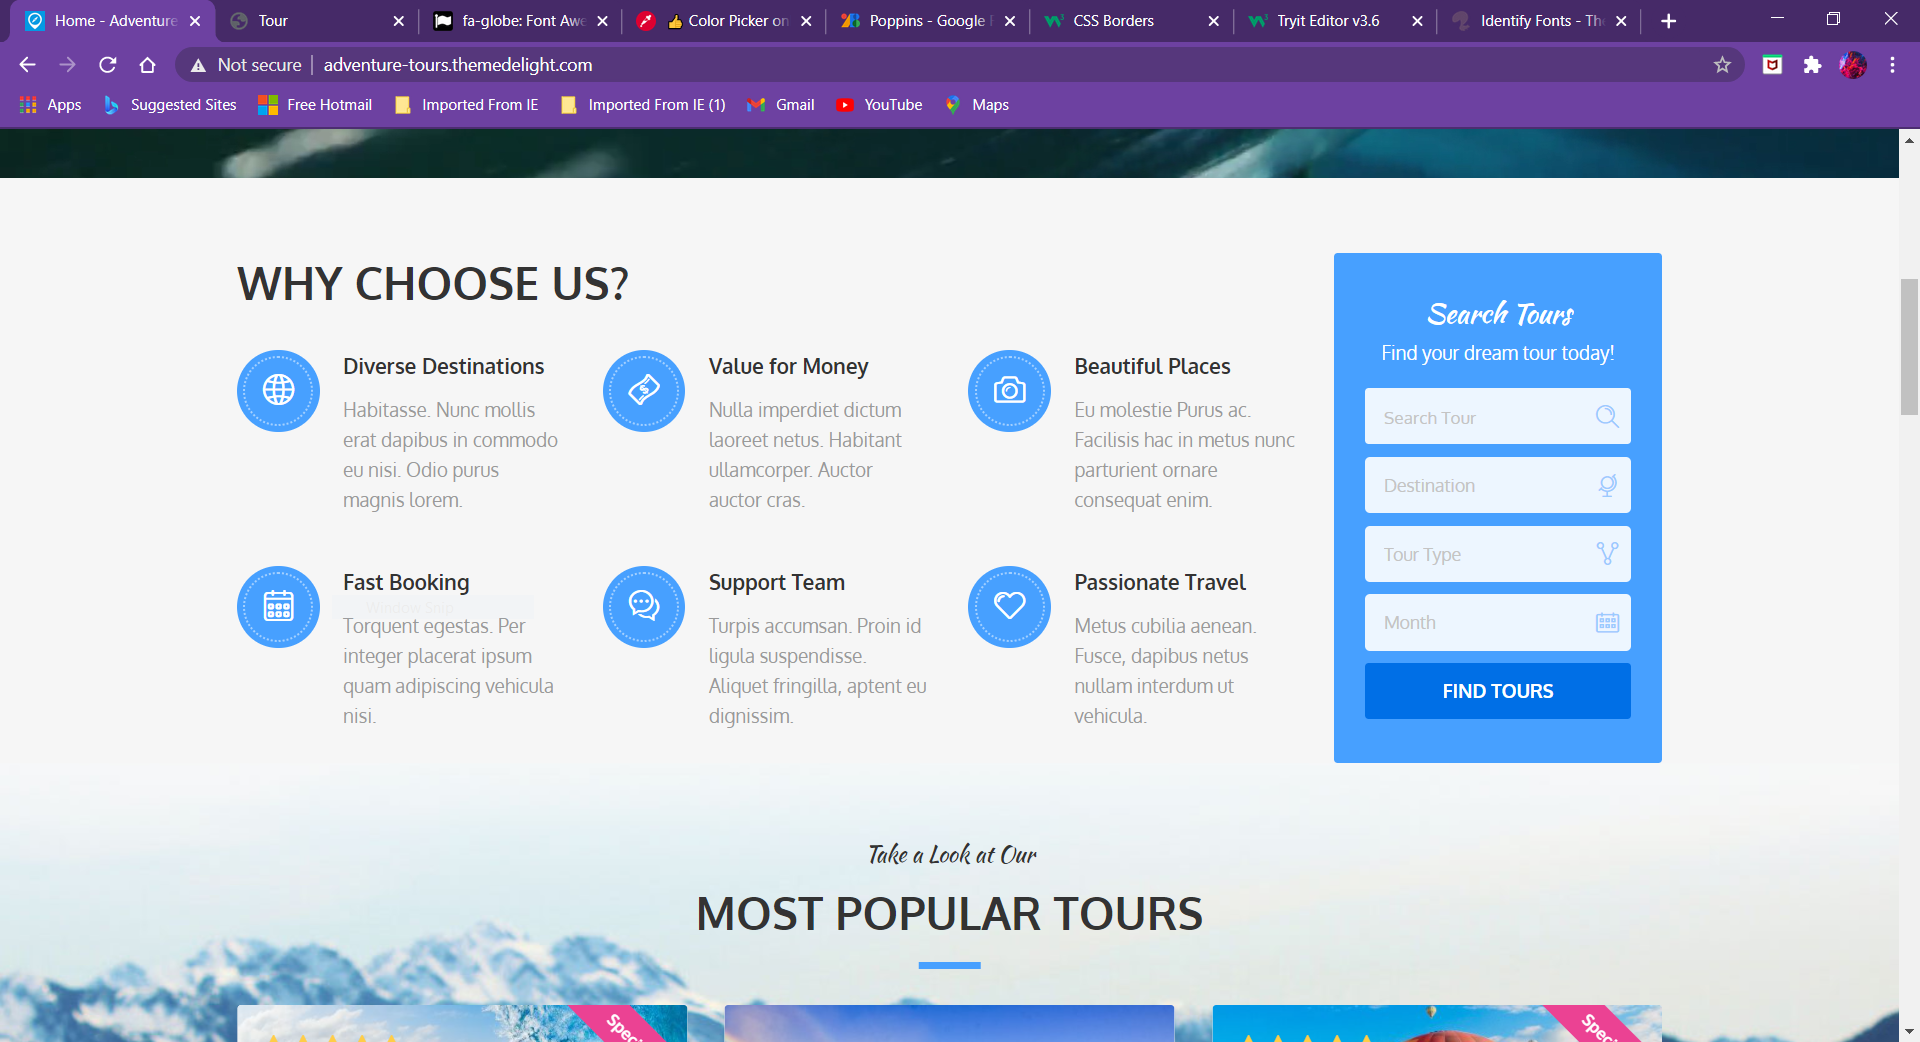 Home - Adventure
Tour
fa-globe: Font Awe
👍 Color Picker on
Poppins - Google F
CSS Borders
Tryit Editor v3.6
Identify Fonts - The
Not secure | adventure-tours.themedelight.com
Apps
Suggested Sites
Free Hotmail
Imported From IE
Imported From IE (1)
Gmail
YouTube
Maps
WHY CHOOSE US?
Diverse Destinations
Habitasse. Nunc mollis
erat dapibus in commodo
eu nisi. Odio purus
magnis lorem.
Value for Money
Nulla imperdiet dictum
laoreet netus. Habitant
ullamcorper. Auctor
auctor cras.
Beautiful Places
Eu molestie Purus ac.
Facilisis hac in metus nunc
parturient ornare
consequat enim.
Fast Booking
Window Snip
Torquent egestas. Per
integer placerat ipsum
quam adipiscing vehicula
nisi.
Support Team
Turpis accumsan. Proin id
ligula suspendisse.
Aliquet fringilla, aptent eu
dignissim.
Passionate Travel
Metus cubilia aenean.
Fusce, dapibus netus
nullam interdum ut
vehicula.
Search Tours
Find your dream tour today!
Search Tour
Destination
Tour Type
Month
FIND TOURS
Take a Look at Our
MOST POPULAR TOURS
Speci
Speci